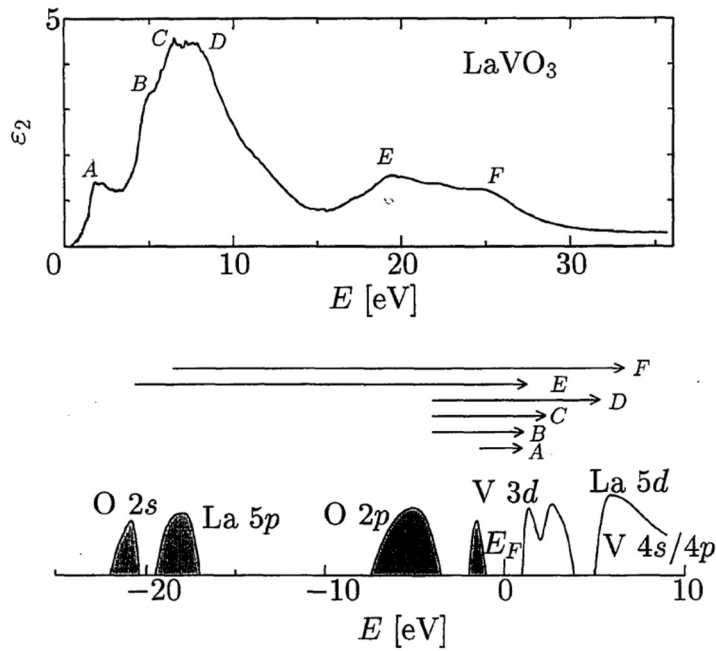 5
ε₂
LaVO₃
A
B
C
D
E
F
0
10
20
30
E [eV]
F
E
D
C
B
A
O 2s
La 5p
O 2p
V 3d
La 5d
E_F
V 4s/4p
−20
−10
0
10
E [eV]